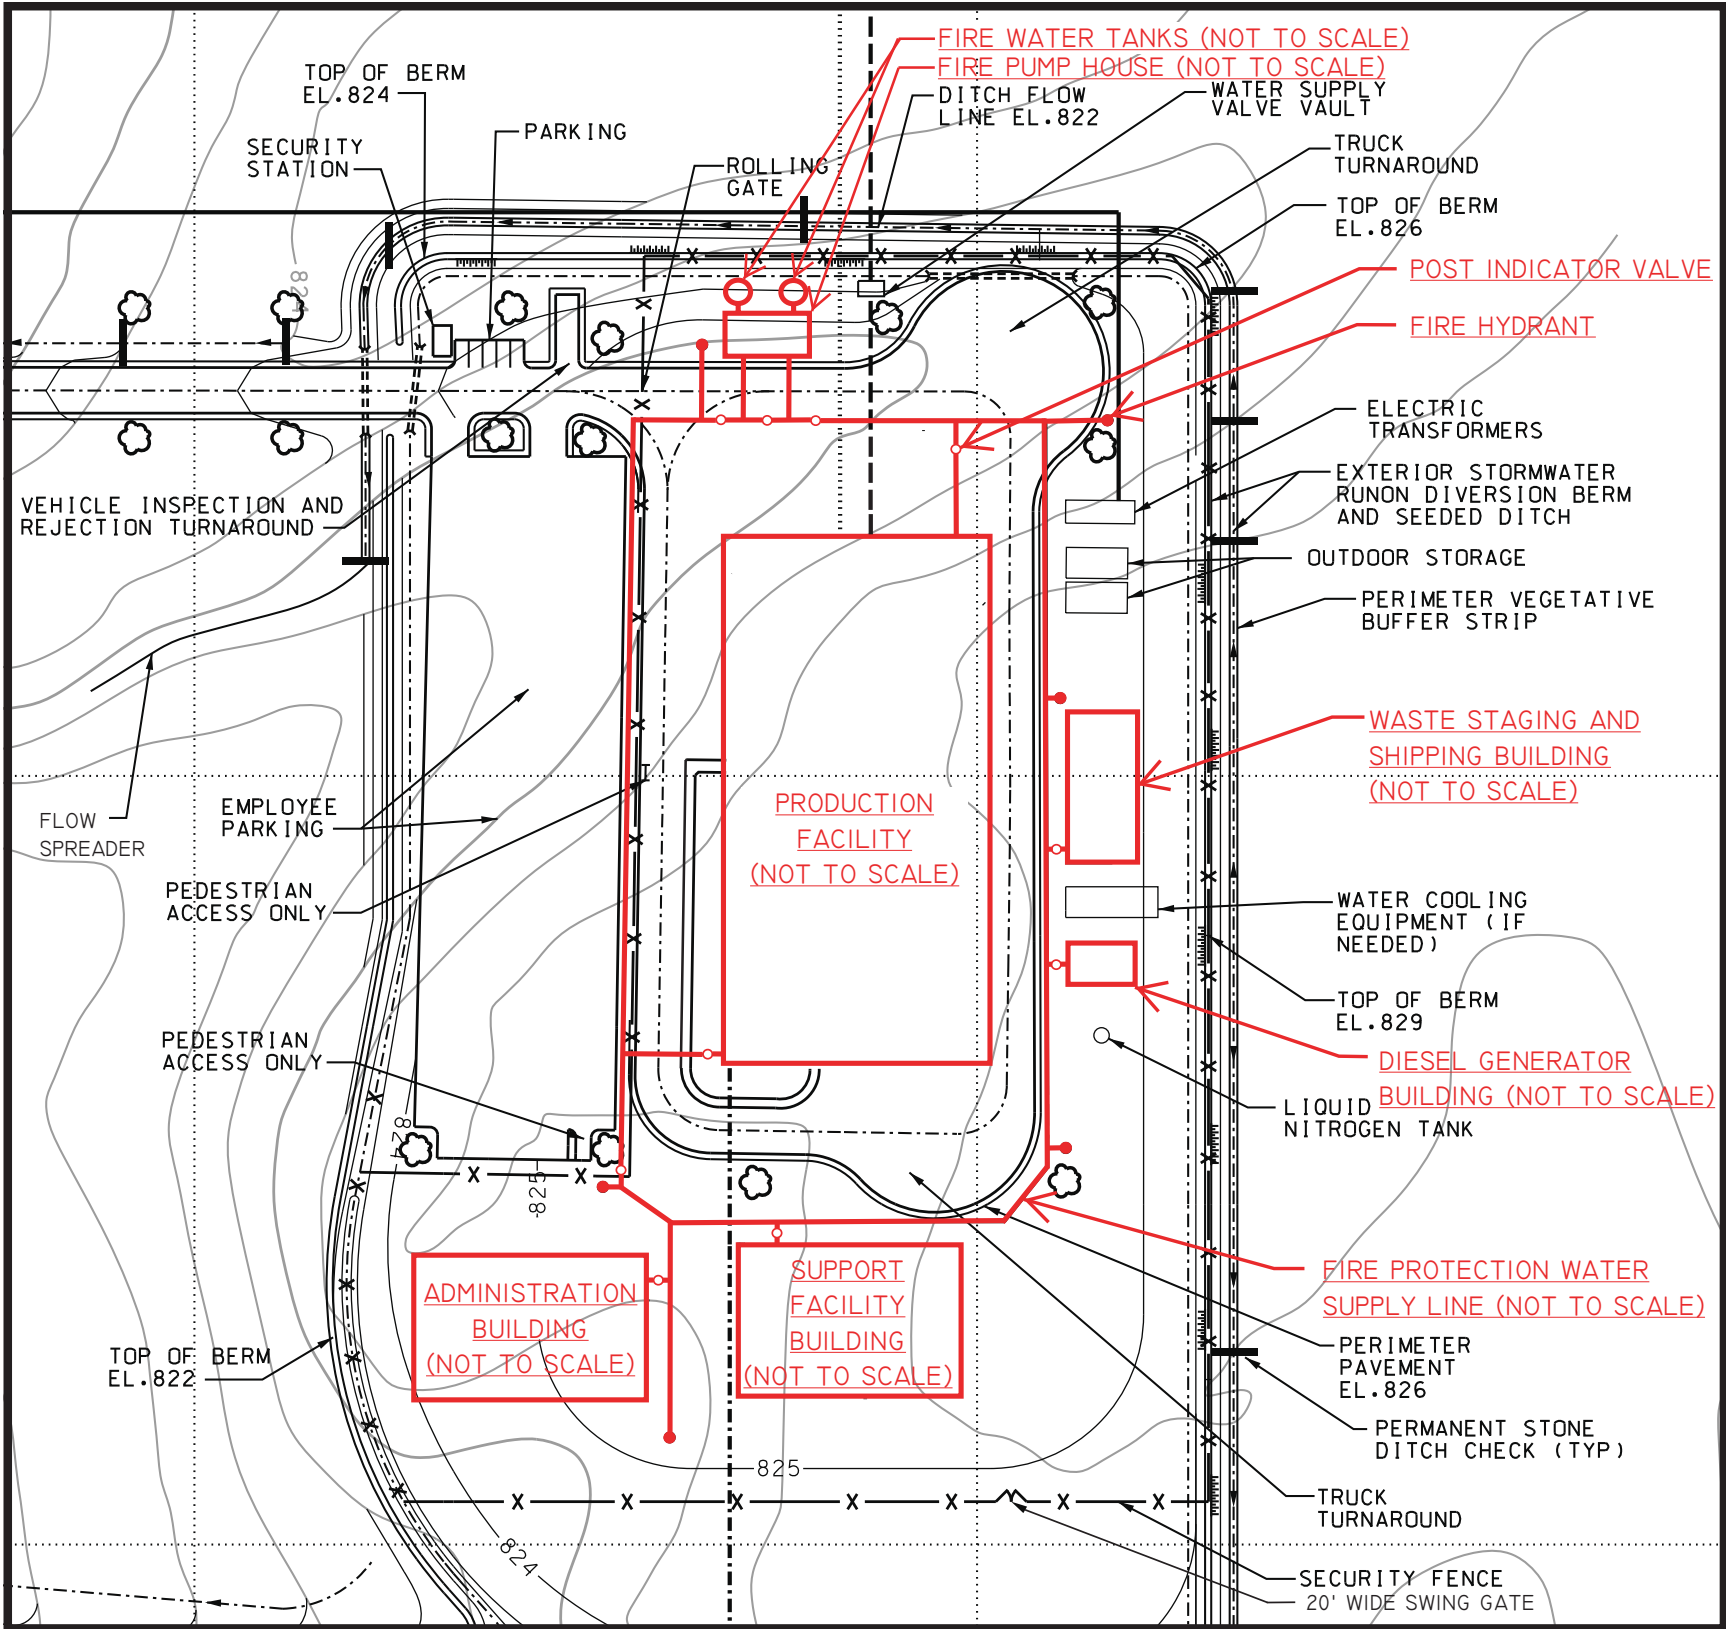 FIRE WATER TANKS (NOT TO SCALE)
FIRE PUMP HOUSE (NOT TO SCALE)
TOP OF BERM
EL.824
DITCH FLOW
LINE EL.822
WATER SUPPLY
VALVE VAULT
PARKING
SECURITY
STATION
ROLLING
GATE
TRUCK
TURNAROUND
TOP OF BERM
EL.826
824
POST INDICATOR VALVE
FIRE HYDRANT
ELECTRIC
TRANSFORMERS
VEHICLE INSPECTION AND
REJECTION TURNAROUND
EXTERIOR STORMWATER
RUNON DIVERSION BERM
AND SEEDED DITCH
OUTDOOR STORAGE
PERIMETER VEGETATIVE
BUFFER STRIP
WASTE STAGING AND
SHIPPING BUILDING
(NOT TO SCALE)
FLOW
SPREADER
EMPLOYEE
PARKING
PRODUCTION
FACILITY
(NOT TO SCALE)
PEDESTRIAN
ACCESS ONLY
WATER COOLING
EQUIPMENT (IF
NEEDED)
TOP OF BERM
EL.829
PEDESTRIAN
ACCESS ONLY
DIESEL GENERATOR
BUILDING (NOT TO SCALE)
LIQUID
NITROGEN TANK
824
825
ADMINISTRATION
BUILDING
(NOT TO SCALE)
SUPPORT
FACILITY
BUILDING
(NOT TO SCALE)
FIRE PROTECTION WATER
SUPPLY LINE (NOT TO SCALE)
TOP OF BERM
EL.822
PERIMETER
PAVEMENT
EL.826
PERMANENT STONE
DITCH CHECK (TYP)
825
TRUCK
TURNAROUND
824
SECURITY FENCE
20' WIDE SWING GATE